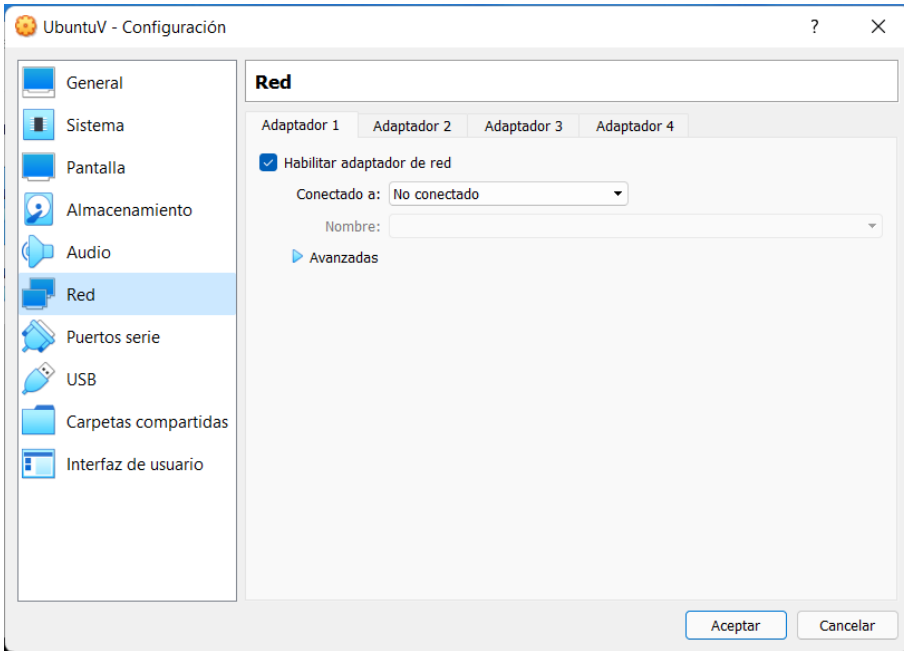 UbuntuV - Configuración
?
General
Sistema
Pantalla
Almacenamiento
Audio
Red
Puertos serie
USB
Carpetas compartidas
Interfaz de usuario
Red
Adaptador 1 Adaptador 2 Adaptador 3 Adaptador 4
Habilitar adaptador de red
Conectado a: No conectado
Nombre:
Avanzadas
Aceptar Cancelar